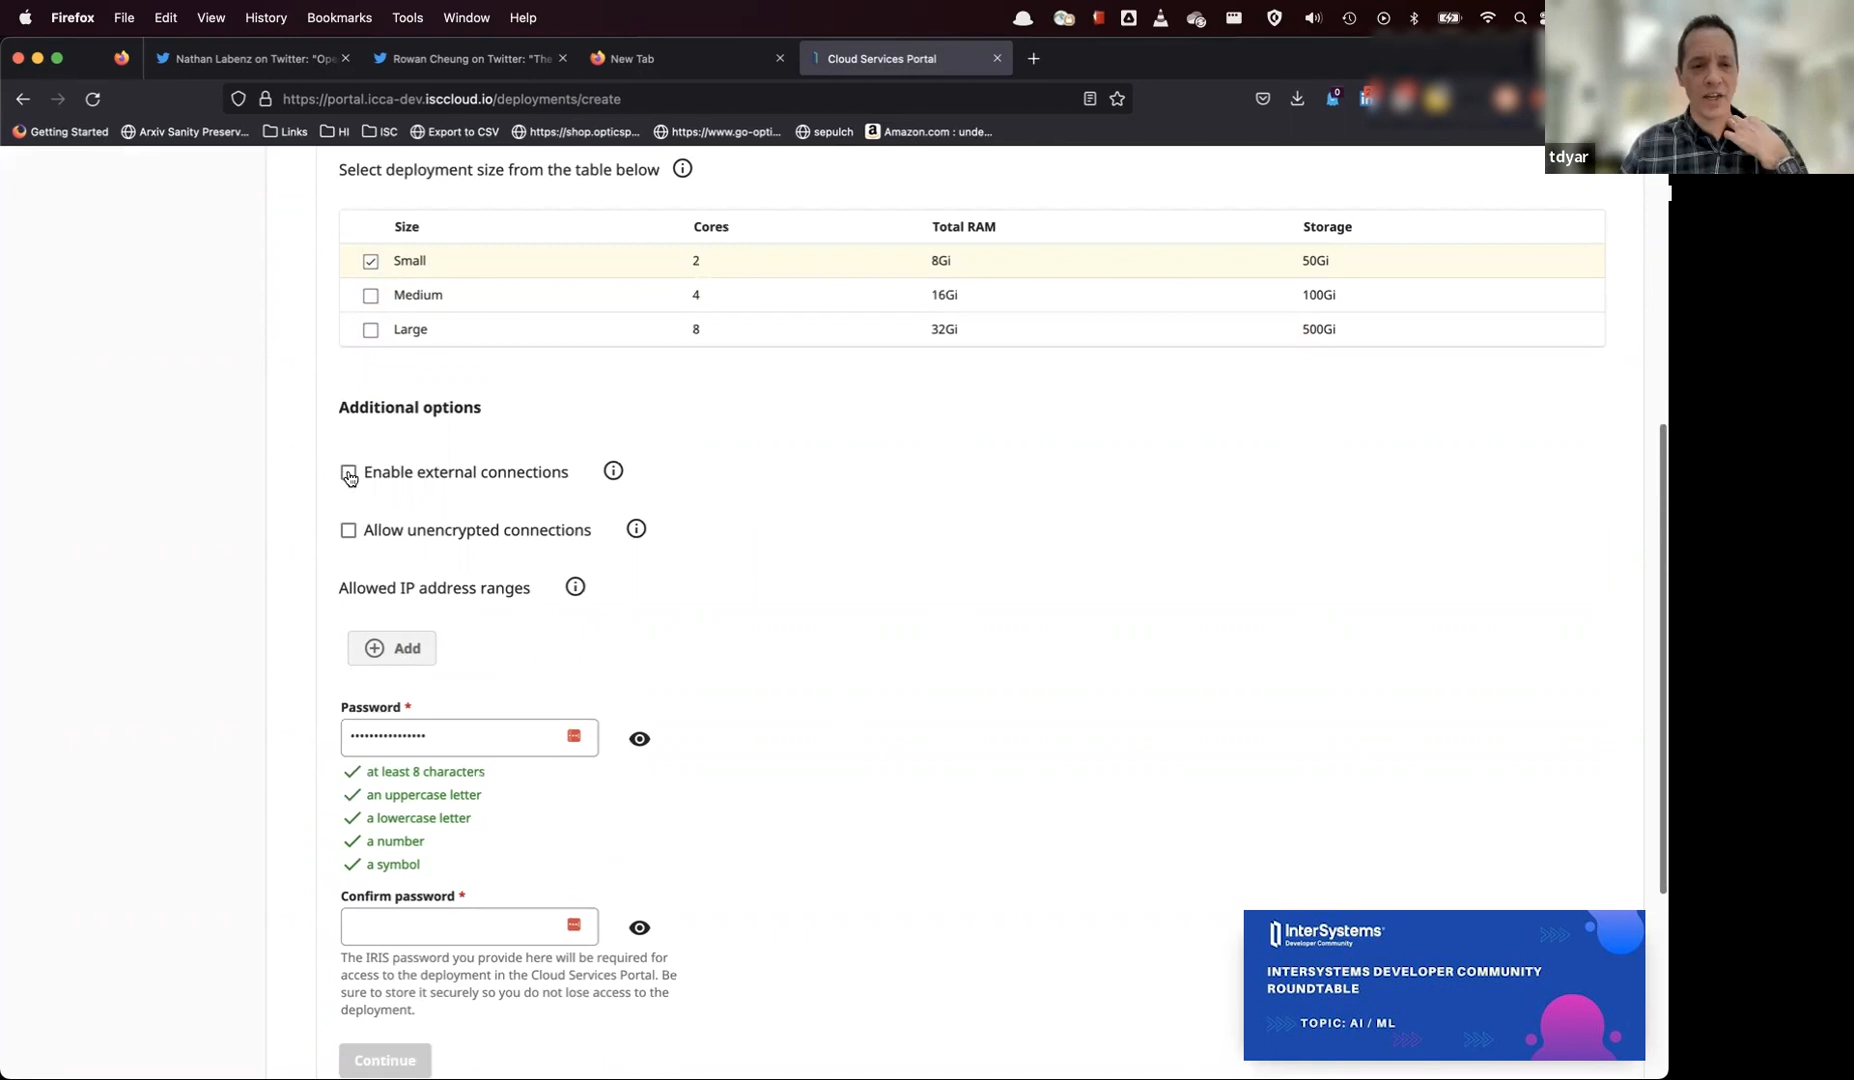 Firefox File Edit View History Bookmarks Tools Window Help
Nathan Labenz on Twitter: "Ope Rowan Cheung on Twitter: "The New Tab Cloud Services Portal
https://portal.icca-dev.isccloud.io/deployments/create
Getting Started Arxiv Sanity Preserv... Links HI ISC Export to CSV https://shop.opticsp... https://www.go-opti... sepulch Amazon.com : unde...
tdyar
Select deployment size from the table below
Size Cores Total RAM Storage
Small 2 8Gi 50Gi
Medium 4 16Gi 100Gi
Large 8 32Gi 500Gi
Additional options
Enable external connections
Allow unencrypted connections
Allowed IP address ranges
Add
Password *
at least 8 characters
an uppercase letter
a lowercase letter
a number
a symbol
Confirm password *
The IRIS password you provide here will be required for
access to the deployment in the Cloud Services Portal. Be
sure to store it securely so you do not lose access to the
deployment.
Continue
InterSystems
Developer Community
INTERSYSTEMS DEVELOPER COMMUNITY
ROUNDTABLE
TOPIC: AI / ML